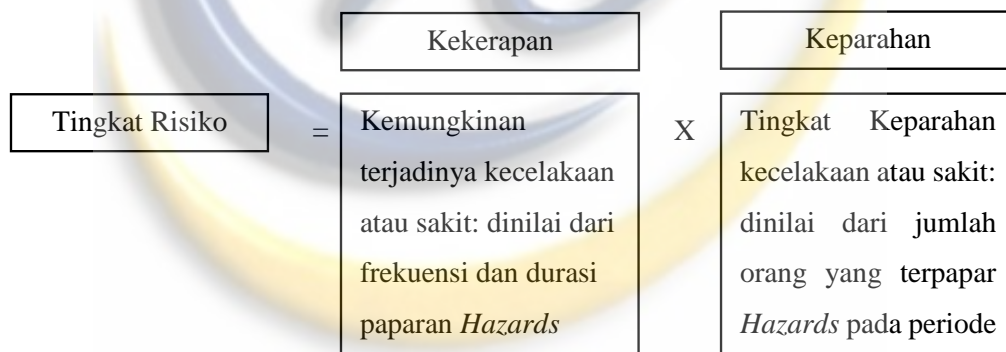 Kekerapan
Keparahan
Tingkat Risiko
=
Kemungkinan
terjadinya kecelakaan
atau sakit: dinilai dari
frekuensi dan durasi
paparan Hazards
X
Tingkat Keparahan
kecelakaan atau sakit:
dinilai dari jumlah
orang yang terpapar
Hazards pada periode